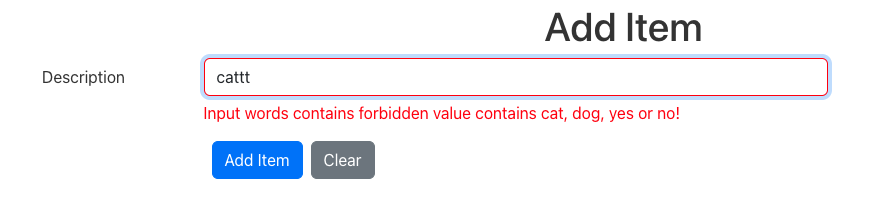 Add Item
Description
cattt
Input words contains forbidden value contains cat, dog, yes or no!
Add Item
Clear